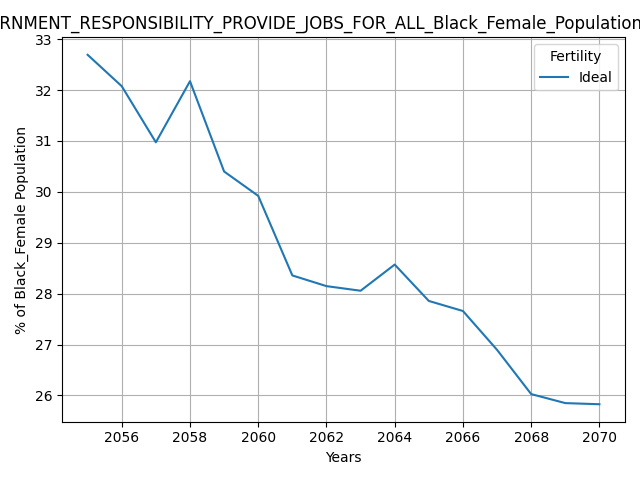 RNMENT_RESPONSIBILITY_PROVIDE_JOBS_FOR_ALL_Black_Female_Population
33
32
31
30
29
28
27
26
% of Black_Female Population
Fertility
Ideal
2056 2058 2060 2062 2064 2066 2068 2070
Years